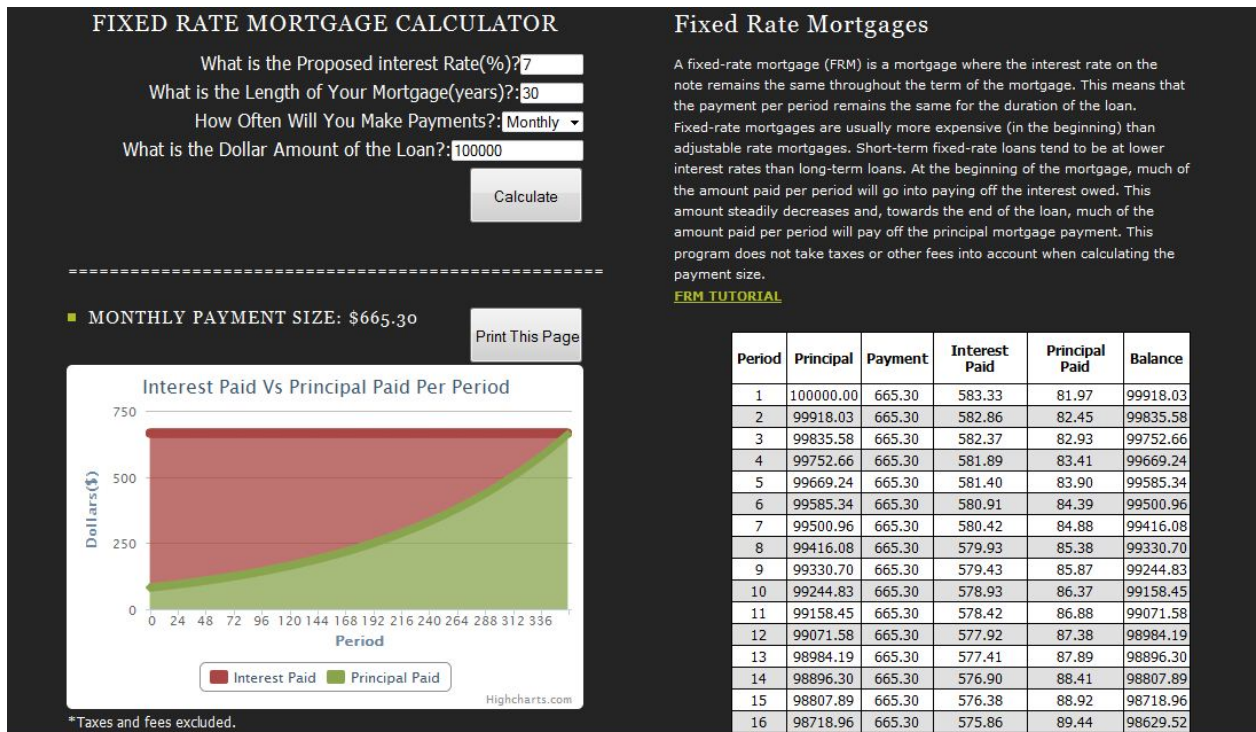 FIXED RATE MORTGAGE CALCULATOR
What is the Proposed interest Rate(%)?7
What is the Length of Your Mortgage(years)?:30
How Often Will You Make Payments?:Monthly
What is the Dollar Amount of the Loan?:100000
Calculate
====================================================
MONTHLY PAYMENT SIZE: $665.30
Print This Page
Interest Paid Vs Principal Paid Per Period
Dollars($)
750
500
250
0
0 24 48 72 96 120 144 168 192 216 240 264 288 312 336
Period
Interest Paid Principal Paid
Highcharts.com
*Taxes and fees excluded.
Fixed Rate Mortgages
A fixed-rate mortgage (FRM) is a mortgage where the interest rate on the
note remains the same throughout the term of the mortgage. This means that
the payment per period remains the same for the duration of the loan.
Fixed-rate mortgages are usually more expensive (in the beginning) than
adjustable rate mortgages. Short-term fixed-rate loans tend to be at lower
interest rates than long-term loans. At the beginning of the mortgage, much of
the amount paid per period will go into paying off the interest owed. This
amount steadily decreases and, towards the end of the loan, much of the
amount paid per period will pay off the principal mortgage payment. This
program does not take taxes or other fees into account when calculating the
payment size.
FRM TUTORIAL
Period Principal Payment Interest Paid Principal Paid Balance
1 100000.00 665.30 583.33 81.97 99918.03
2 99918.03 665.30 582.86 82.45 99835.58
3 99835.58 665.30 582.37 82.93 99752.66
4 99752.66 665.30 581.89 83.41 99669.24
5 99669.24 665.30 581.40 83.90 99585.34
6 99585.34 665.30 580.91 84.39 99500.96
7 99500.96 665.30 580.42 84.88 99416.08
8 99416.08 665.30 579.93 85.38 99330.70
9 99330.70 665.30 579.43 85.87 99244.83
10 99244.83 665.30 578.93 86.37 99158.45
11 99158.45 665.30 578.42 86.88 99071.58
12 99071.58 665.30 577.92 87.38 98984.19
13 98984.19 665.30 577.41 87.89 98896.30
14 98896.30 665.30 576.90 88.41 98807.89
15 98807.89 665.30 576.38 88.92 98718.96
16 98718.96 665.30 575.86 89.44 98629.52